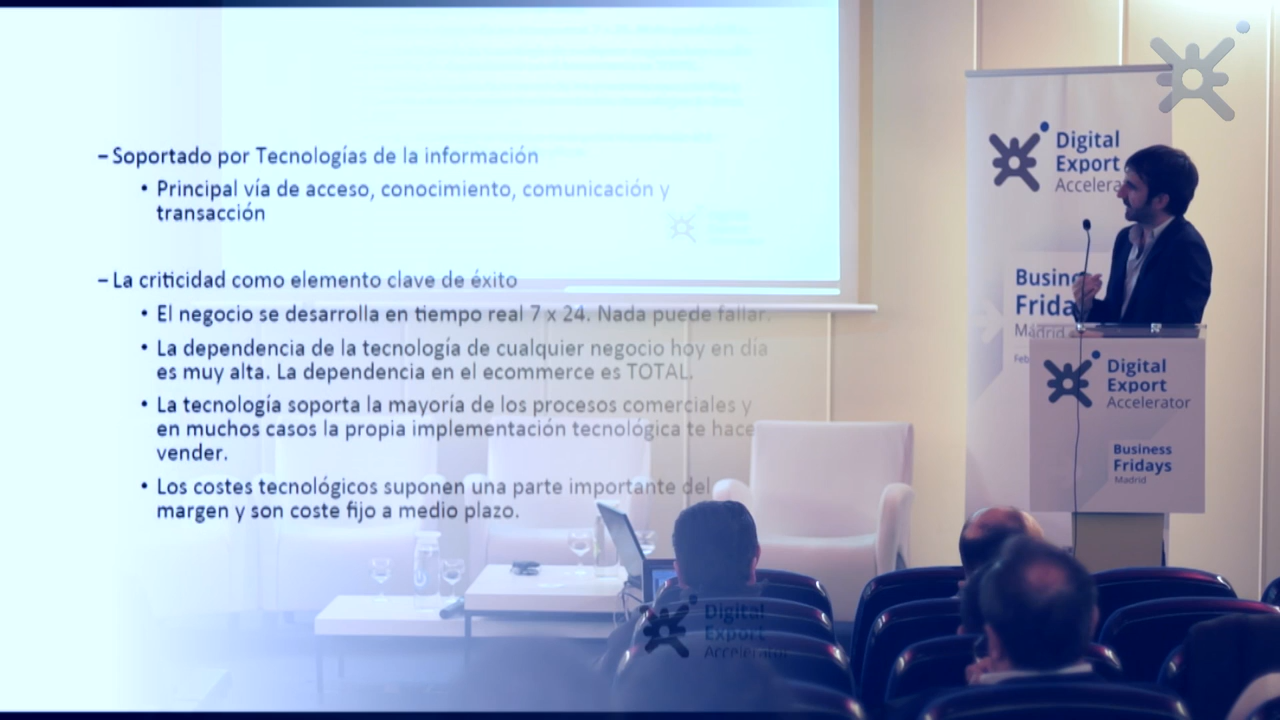 – Soportado por Tecnologías de la información
• Principal vía de acceso, conocimiento, comunicación y
transacción
– La criticidad como elemento clave de éxito
• El negocio se desarrolla en tiempo real 7 x 24. Nada puede fallar.
• La dependencia de la tecnología de cualquier negocio hoy en día
es muy alta. La dependencia en el ecommerce es TOTAL.
• La tecnología soporta la mayoría de los procesos comerciales y
en muchos casos la propia implementación tecnológica te hace
vender.
• Los costes tecnológicos suponen una parte importante del
margen y son coste fijo a medio plazo.
Digital
Export
Accelerator
Digital
Export
Business
Madrid
Digital
Export
Accelerator
Business
Fridays
Madrid